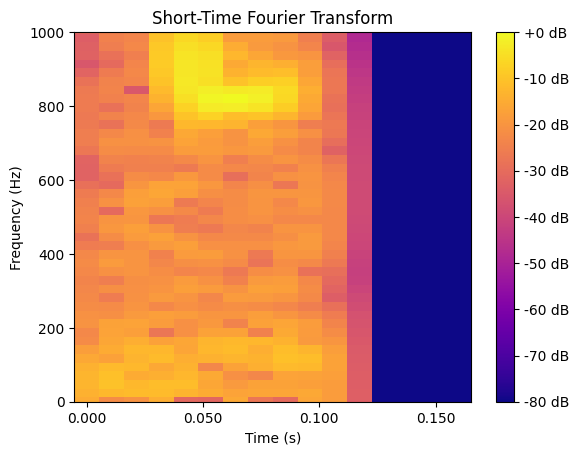 Short-Time Fourier Transform
1000
800
600
400
200
0
Frequency (Hz)
0.000
0.050
0.100
0.150
Time (s)
+0 dB
-10 dB
-20 dB
-30 dB
-40 dB
-50 dB
-60 dB
-70 dB
-80 dB